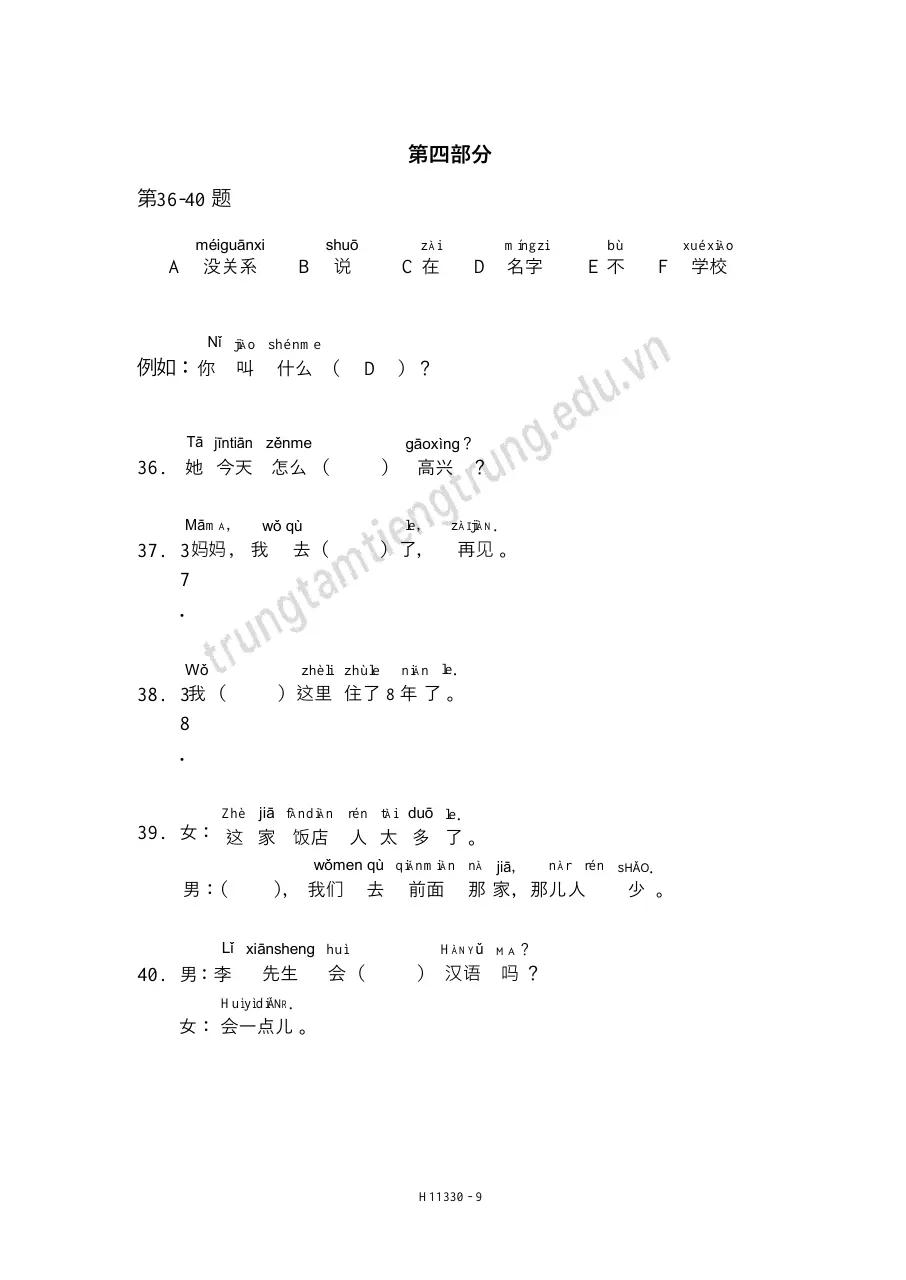 第四部分
第36-40 题
méiguānxi shuō zÀi míngzi bù xuéxiÀo
A 没关系 B 说 C 在 D 名字 E 不 F 学校
Nǐ jiÀo shénme
例如：你 叫 什么 （ D ）？
Tā jīntiān zěnme gāoxìng？
36. 她 今天 怎么（ ） 高兴 ？
MāmA， wǒ qù le， zÀIjiÀN.
37. 3妈妈，我 去（ ）了， 再见。
7
.
Wǒ zhèli zhùle niÁn le.
38. 3我（ ）这里 住了 8 年 了。
8
.
Zhè jiā fÀndiÀn rén tÀi duō le.
39. 女： 这 家 饭店 人 太 多 了。
wǒmen qù qiÁnmiÀn nÀ jiā， nÀr rén sHǍO.
男：（ ）， 我们 去 前面 那 家，那儿人 少 。
Lǐ xiānsheng huì HÀNYǔ MA？
40. 男：李 先生 会（ ） 汉语 吗？
HuìyìdiǍNR.
女： 会一点儿。
H11330-9
trungtamtiengtrung.edu.vn